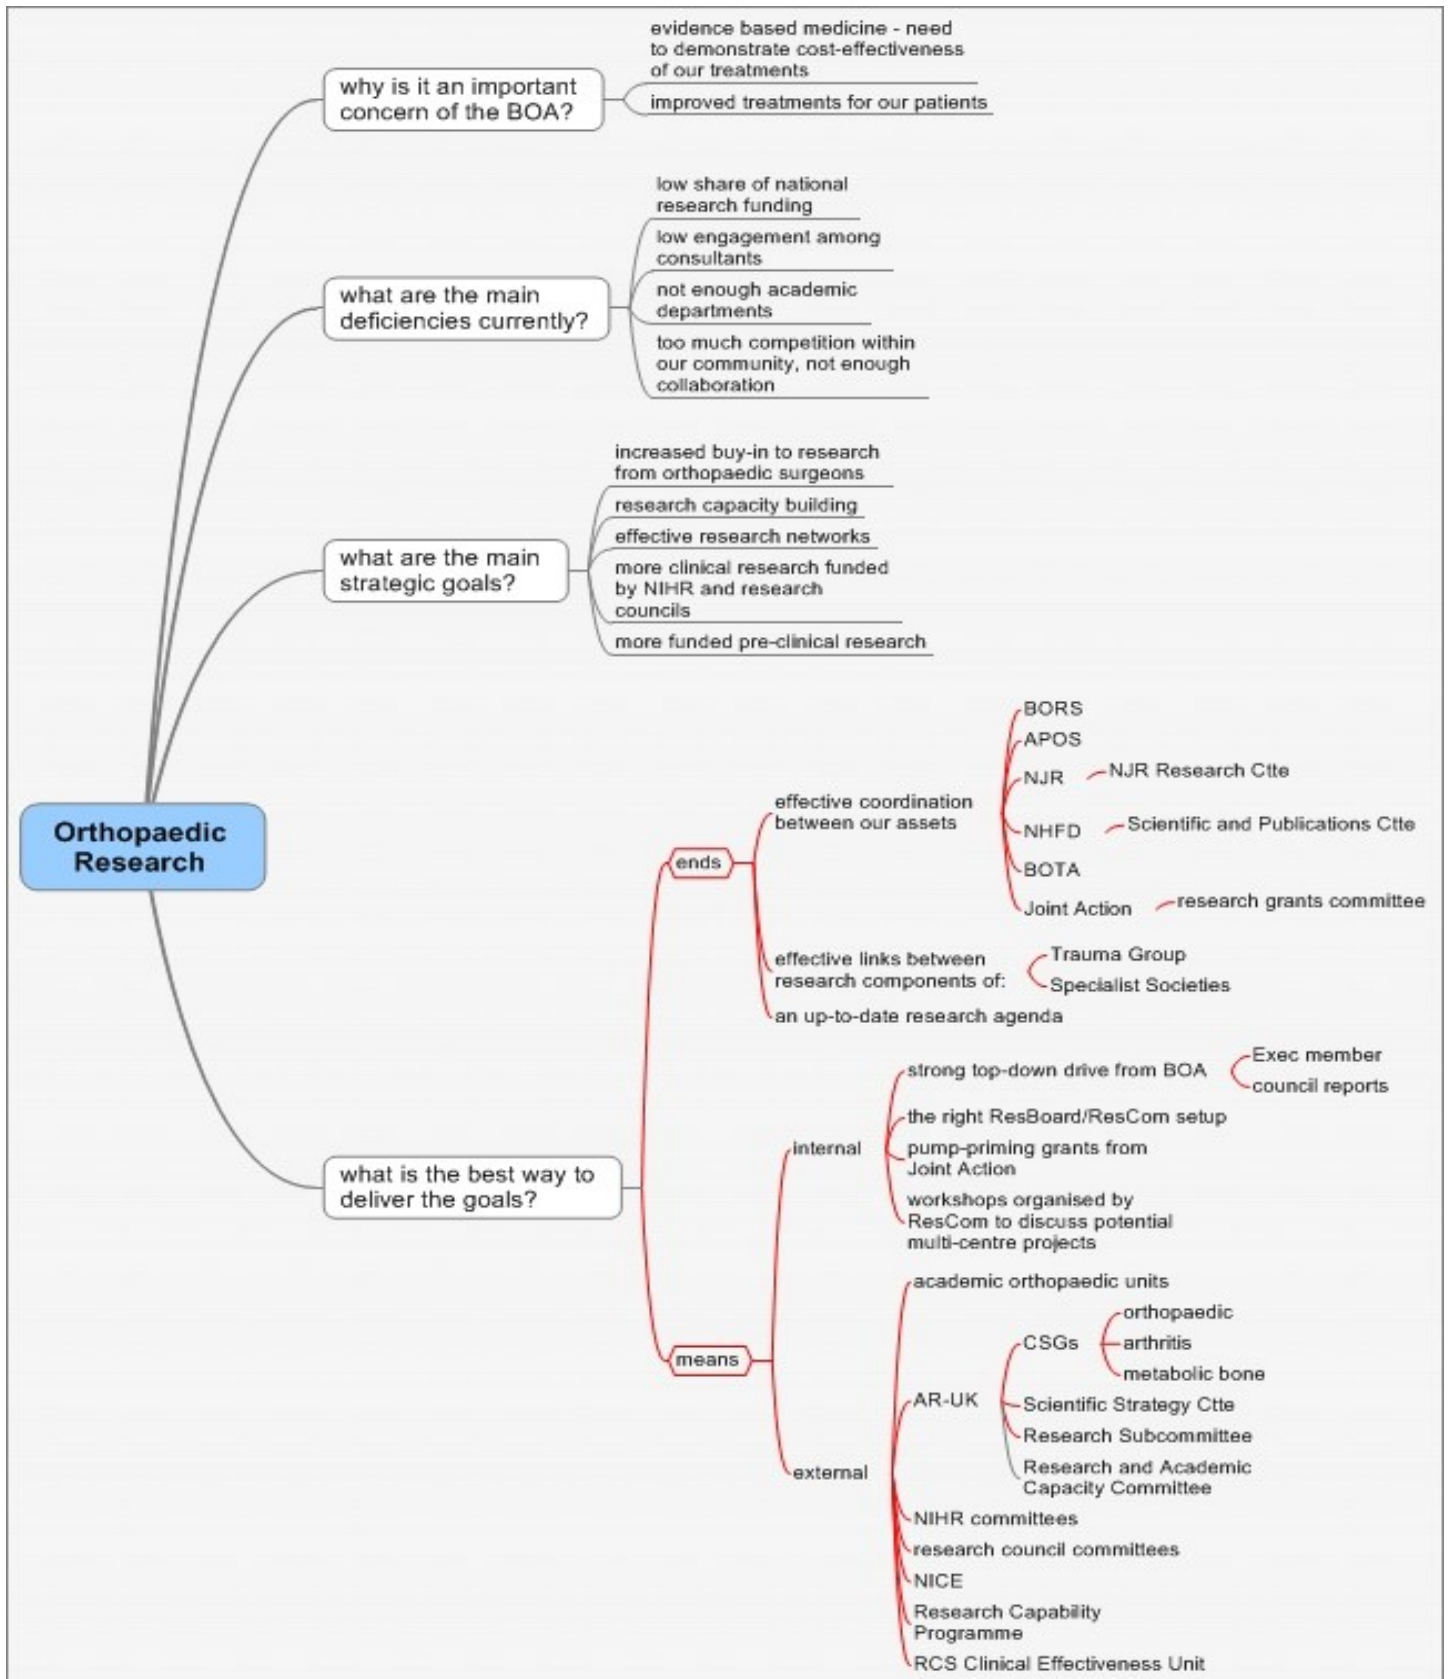 evidence based medicine - need
to demonstrate cost-effectiveness
of our treatments
why is it an important
concern of the BOA?
improved treatments for our patients
low share of national
research funding
low engagement among
consultants
what are the main
deficiencies currently?
not enough academic
departments
too much competition within
our community, not enough
collaboration
increased buy-in to research
from orthopaedic surgeons
research capacity building
effective research networks
what are the main
strategic goals?
more clinical research funded
by NIHR and research
councils
more funded pre-clinical research
Orthopaedic
Research
what is the best way to
deliver the goals?
ends
effective coordination
between our assets
BORS
APOS
NJR
NJR Research Ctte
NHFD
Scientific and Publications Ctte
BOTA
Joint Action
research grants committee
effective links between
research components of:
Trauma Group
Specialist Societies
an up-to-date research agenda
means
internal
strong top-down drive from BOA
Exec member
council reports
the right ResBoard/ResCom setup
pump-priming grants from
Joint Action
workshops organised by
ResCom to discuss potential
multi-centre projects
external
academic orthopaedic units
AR-UK
CSGs
orthopaedic
arthritis
metabolic bone
Scientific Strategy Ctte
Research Subcommittee
Research and Academic
Capacity Committee
NIHR committees
research council committees
NICE
Research Capability
Programme
RCS Clinical Effectiveness Unit